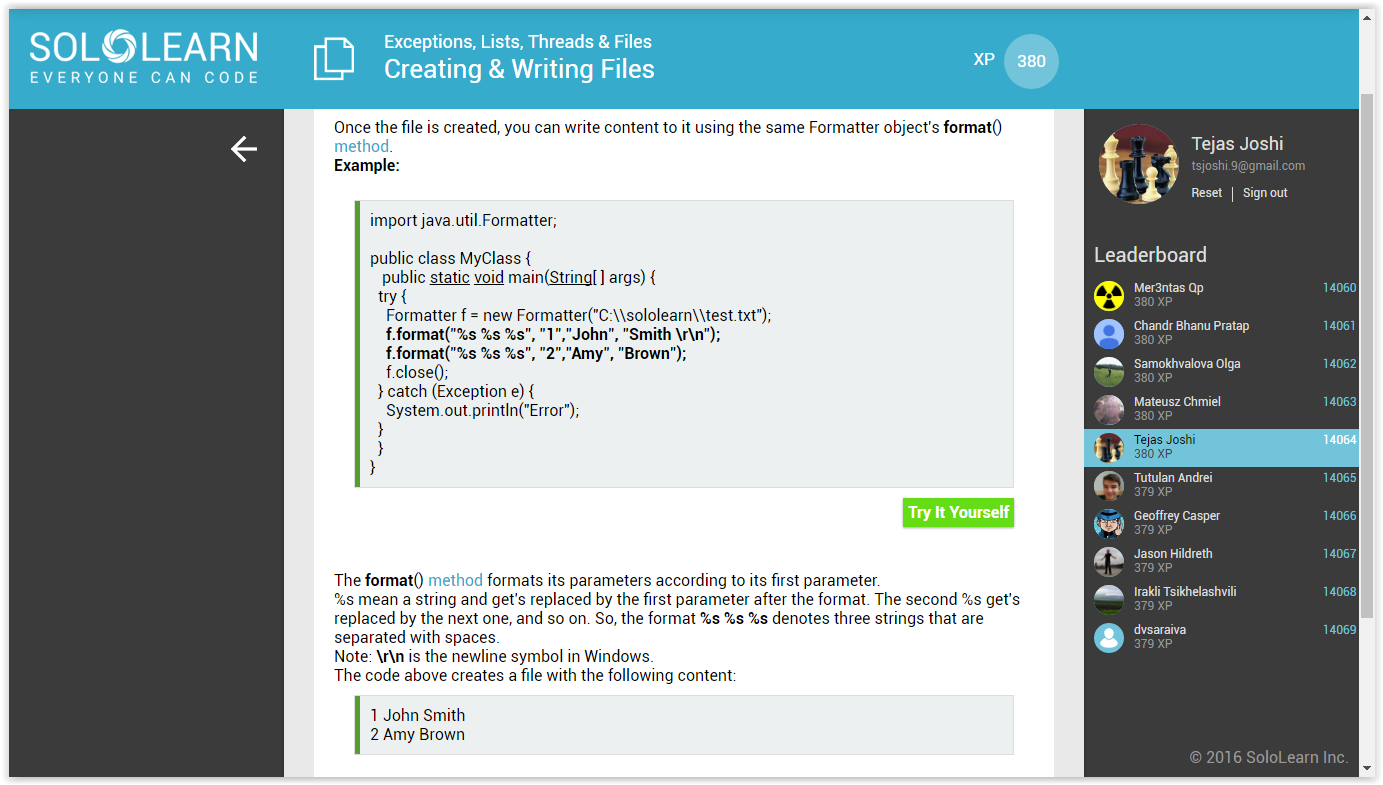 SOLOLEARN
EVERYONE CAN CODE
Exceptions, Lists, Threads & Files
Creating & Writing Files
XP 380
Once the file is created, you can write content to it using the same Formatter object's format()
method.
Example:
import java.util.Formatter;
public class MyClass {
public static void main(String[ ] args) {
try {
Formatter f = new Formatter("C:\\sololearn\\test.txt");
f.format("%s %s %s", "1","John", "Smith \r\n");
f.format("%s %s %s", "2","Amy", "Brown");
f.close();
} catch (Exception e) {
System.out.println("Error");
}
}
}
Try It Yourself
The format() method formats its parameters according to its first parameter.
%s mean a string and get's replaced by the first parameter after the format. The second %s get's
replaced by the next one, and so on. So, the format %s %s %s denotes three strings that are
separated with spaces.
Note: \r\n is the newline symbol in Windows.
The code above creates a file with the following content:
1 John Smith
2 Amy Brown
Tejas Joshi
tsjoshi.9@gmail.com
Reset | Sign out
Leaderboard
Mer3ntas Qp 14060
380 XP
Chandr Bhanu Pratap 14061
380 XP
Samokhvalova Olga 14062
380 XP
Mateusz Chmiel 14063
380 XP
Tejas Joshi 14064
380 XP
Tutulan Andrei 14065
379 XP
Geoffrey Casper 14066
379 XP
Jason Hildreth 14067
379 XP
Irakli Tsikhelashvili 14068
379 XP
dvsaraiva 14069
379 XP
© 2016 SoloLearn Inc.